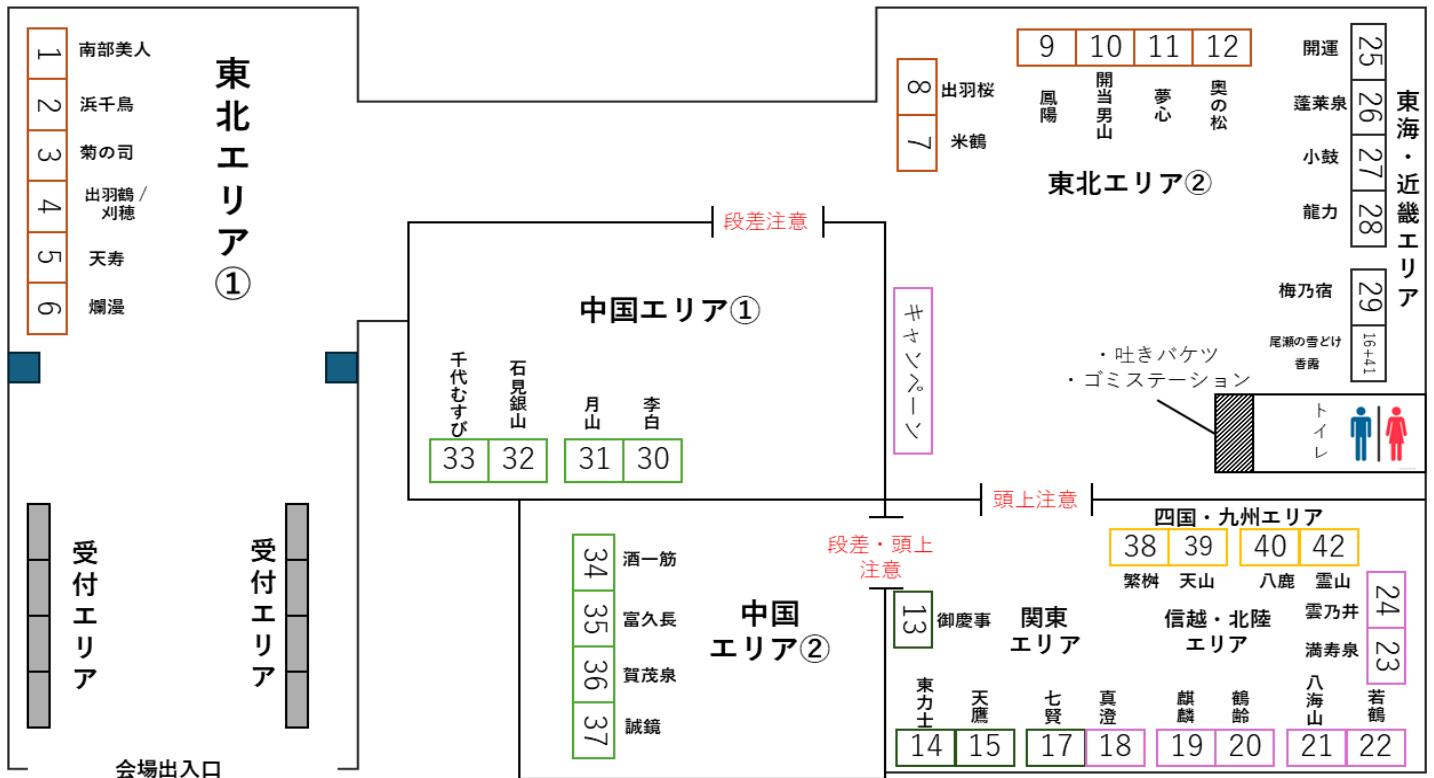 1 南部美人
2 浜千鳥
3 菊の司
4 出羽鶴 /
刈穂
5 天寿
6 爛漫
東北エリア①
受付エリア
受付エリア
会場出入口
8 出羽桜
7 米鶴
9 10 11 12
鳳陽
開当男山
夢心
奥の松
東北エリア②
開運 25
蓬莱泉 26
小鼓 27
龍力 28
梅乃宿 29
尾瀬の雪どけ
香露
16+41
東海・近畿エリア
段差注意
中国エリア①
千代むすび
石見銀山
月山
李白
33 32 31 30
キャンペーン
・吐きバケツ
・ゴミステーション
トイレ
頭上注意
段差・頭上
注意
34 酒一筋
35 富久長
36 賀茂泉
37 誠鏡
中国
エリア②
四国・九州エリア
38 39 40 42
繁桝 天山 八鹿 霊山
13 御慶事
関東
エリア
信越・北陸
エリア
雲乃井 24
満寿泉 23
東力士
天鷹
七賢
真澄
麒麟
鶴齢
八海山
若鶴
14 15 17 18 19 20 21 22